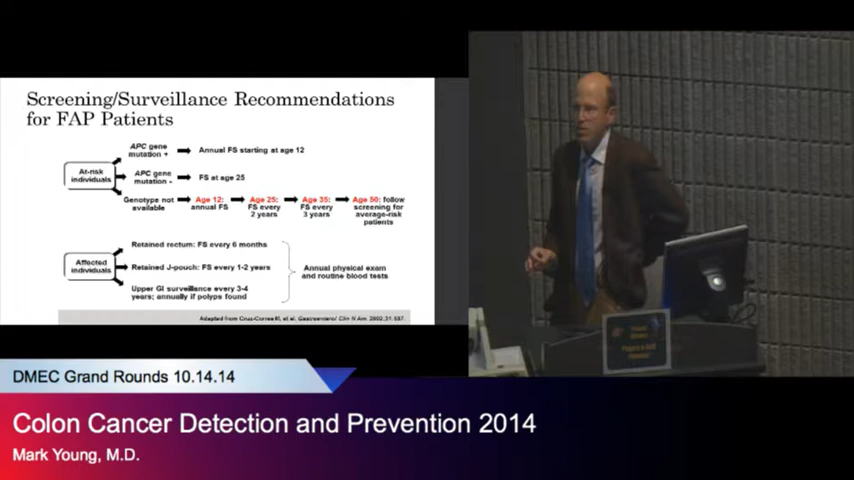 Screening/Surveillance Recommendations
for FAP Patients
APC gene
mutation +
Annual FS starting at age 12
At-risk
individuals
APC gene
mutation -
FS at age 25
Genotype not
available
Age 12:
annual FS
Age 25:
FS every
2 years
Age 35:
FS every
3 years
Age 50: follow
screening for
average-risk
patients
Affected
individuals
Retained rectum: FS every 6 months
Retained J-pouch: FS every 1-2 years
Upper GI surveillance every 3-4
years; annually if polyps found
Annual physical exam
and routine blood tests
Adapted from Cruz-Correa M, et al. Gastroenterol Clin N Am. 2002;31:537.
DMEC Grand Rounds 10.14.14
Colon Cancer Detection and Prevention 2014
Mark Young, M.D.